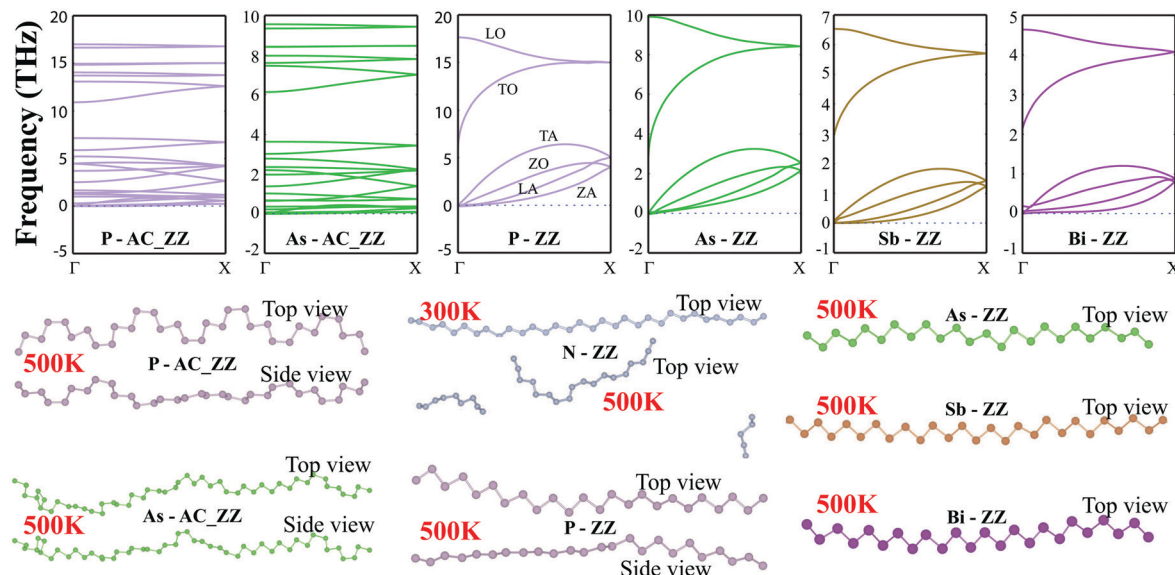 Frequency (THz)
20
15
10
5
0
-5
Γ
X
P - AC_ZZ
10
8
6
4
2
0
-2
Γ
X
As - AC_ZZ
20
15
10
5
0
-5
LO
TO
TA
ZO
LA
ZA
P - ZZ
Γ
X
10
8
6
4
2
0
-2
As - ZZ
Γ
X
7
6
5
4
3
2
1
0
-1
Sb - ZZ
Γ
X
5
4
3
2
1
0
-1
Bi - ZZ
Γ
X
Top view
500K
P - AC_ZZ
Side view
300K
Top view
N - ZZ
Top view
500K
500K
As - ZZ
Top view
500K
Top view
Sb - ZZ
Top view
500K
As - AC_ZZ
Side view
Top view
500K
P - ZZ
Side view
500K
Top view
Bi - ZZ